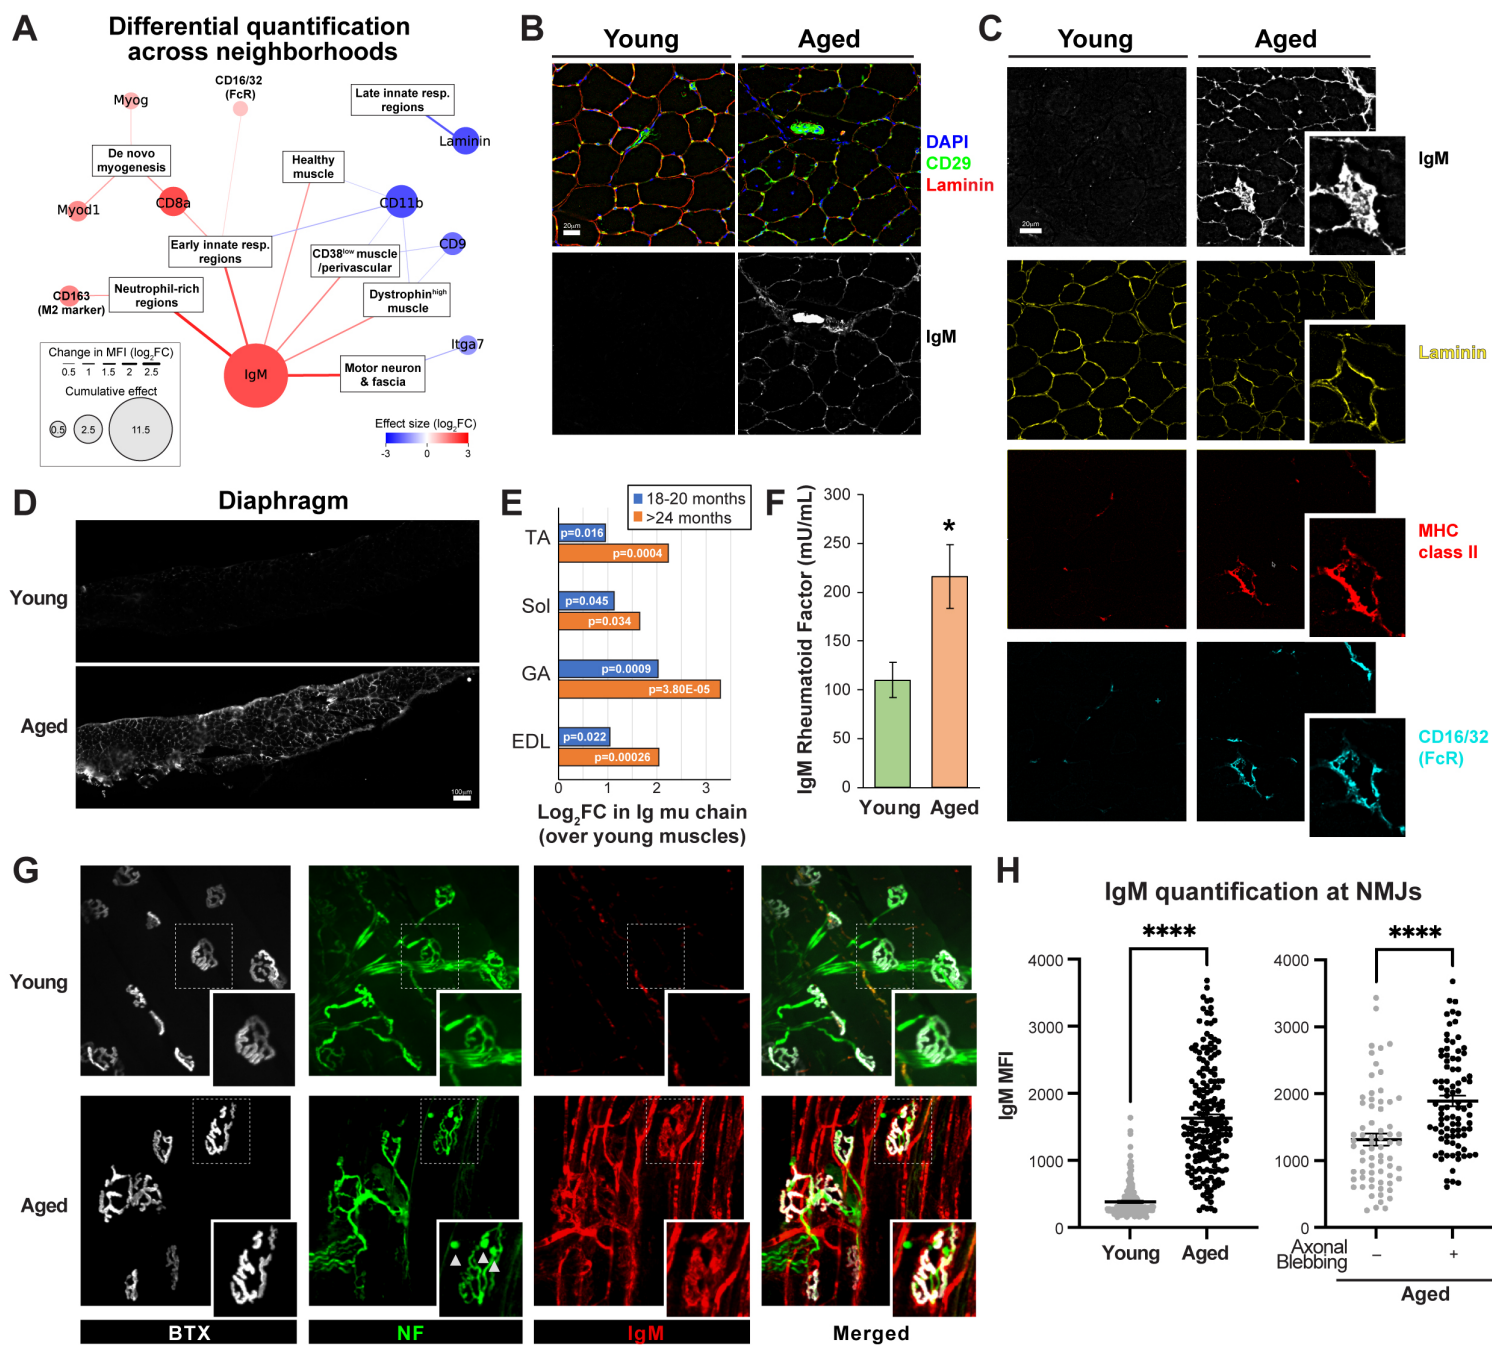 A
Differential quantification
across neighborhoods
CD16/32
(FcR)
Myog
Late innate resp.
regions
Laminin
De novo
myogenesis
Healthy
muscle
Myod1
CD8a
CD11b
Early innate resp.
regions
CD38low muscle
/perivascular
CD9
CD163
(M2 marker)
Neutrophil-rich
regions
Dystrophinhigh
muscle
Itga7
IgM
Motor neuron
& fascia
Change in MFI (log2FC)
0.5 1 1.5 2 2.5
Cumulative effect
0.5 2.5 11.5
Effect size (log2FC)
-3 0 3
B
Young Aged
DAPI
CD29
Laminin
20μm
IgM
C
Young Aged
IgM
20μm
Laminin
MHC
class II
CD16/32
(FcR)
D
Diaphragm
Young
Aged
100μm
E
18-20 months
>24 months
TA
p=0.016
p=0.0004
Sol
p=0.045
p=0.034
GA
p=0.0009
p=3.80E-05
EDL
p=0.022
p=0.00026
0 1 2 3
Log2FC in Ig mu chain
(over young muscles)
F
IgM Rheumatoid Factor (mU/mL)
300
250
200
150
100
50
0
*
Young Aged
G
Young
Aged
BTX NF IgM Merged
H
IgM quantification at NMJs
**** ****
IgM MFI
4000
3000
2000
1000
0
Young Aged
4000
3000
2000
1000
0
Axonal
Blebbing
– +
Aged